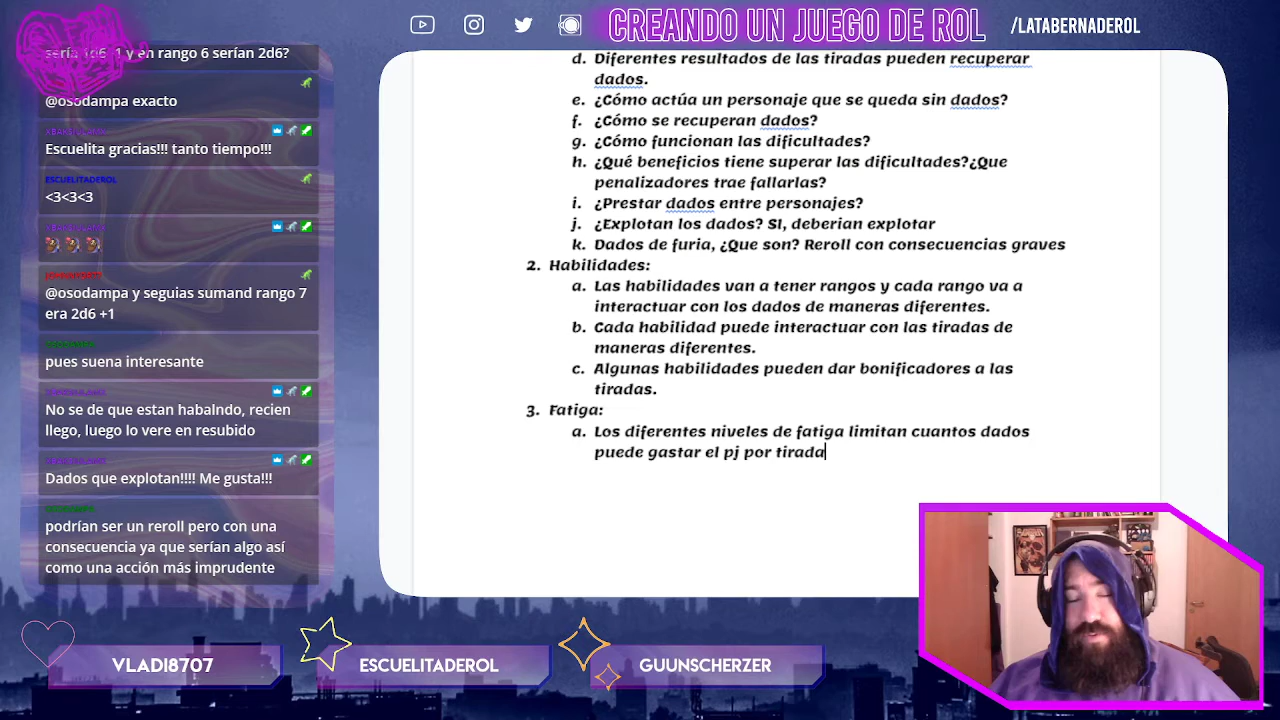 CREANDO UN JUEGO DE ROL
/LATABERNADEROL
sería 1d6+1 y en rango 6 serían 2d6?
@osodampa exacto
Escuelita gracias!!! tanto tiempo!!!
ESCUELITADEROL
<3<3<3
@osodampa y seguias sumand rango 7
era 2d6 +1
pues suena interesante
No se de que estan habalndo, recien
llego, luego lo vere en resubido
Dados que explotan!!!! Me gusta!!!
podrían ser un reroll pero con una
consecuencia ya que serían algo así
como una acción más imprudente
d. Diferentes resultados de las tiradas pueden recuperar
dados.
e. ¿Cómo actúa un personaje que se queda sin dados?
f. ¿Cómo se recuperan dados?
g. ¿Cómo funcionan las dificultades?
h. ¿Qué beneficios tiene superar las dificultades?¿Que
penalizadores trae fallarlas?
i. ¿Prestar dados entre personajes?
j. ¿Explotan los dados? SI, deberian explotar
k. Dados de furia, ¿Que son? Reroll con consecuencias graves
2. Habilidades:
a. Las habilidades van a tener rangos y cada rango va a
interactuar con los dados de maneras diferentes.
b. Cada habilidad puede interactuar con las tiradas de
maneras diferentes.
c. Algunas habilidades pueden dar bonificadores a las
tiradas.
3. Fatiga:
a. Los diferentes niveles de fatiga limitan cuantos dados
puede gastar el pj por tirada
VLADI8707
ESCUELITADEROL
GUUNSCHERZER